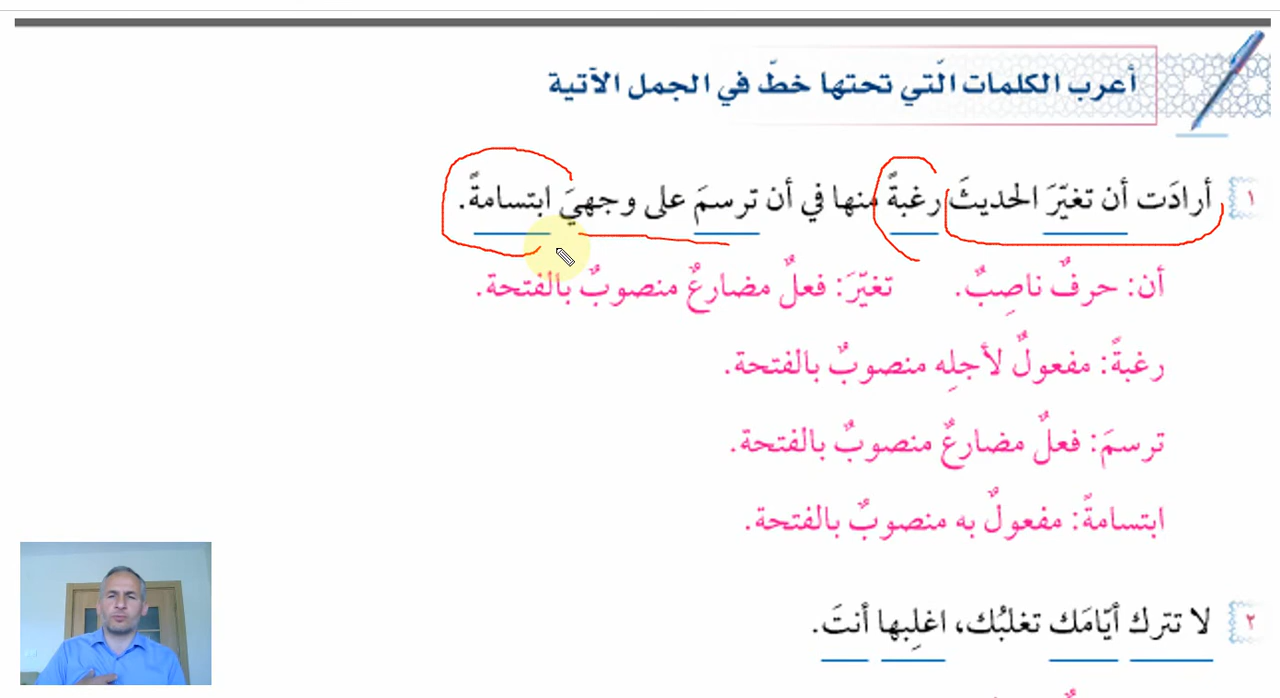 أعرب الكلمات الّتي تحتها خطّ في الجمل الآتية
١ أرادَت أن تغيّرَ الحديثَ رغبةً منها في أن ترسمَ على وجهيَ ابتسامةً.
أن: حرفٌ ناصِبٌ. تغيّرَ: فعلٌ مضارعٌ منصوبٌ بالفتحة.
رغبةً: مفعولٌ لأجلِه منصوبٌ بالفتحة.
ترسمَ: فعلٌ مضارعٌ منصوبٌ بالفتحة.
ابتسامةً: مفعولٌ به منصوبٌ بالفتحة.
٢ لا تترك أيّامَك تغلبُك، اغلِبها أنتَ.